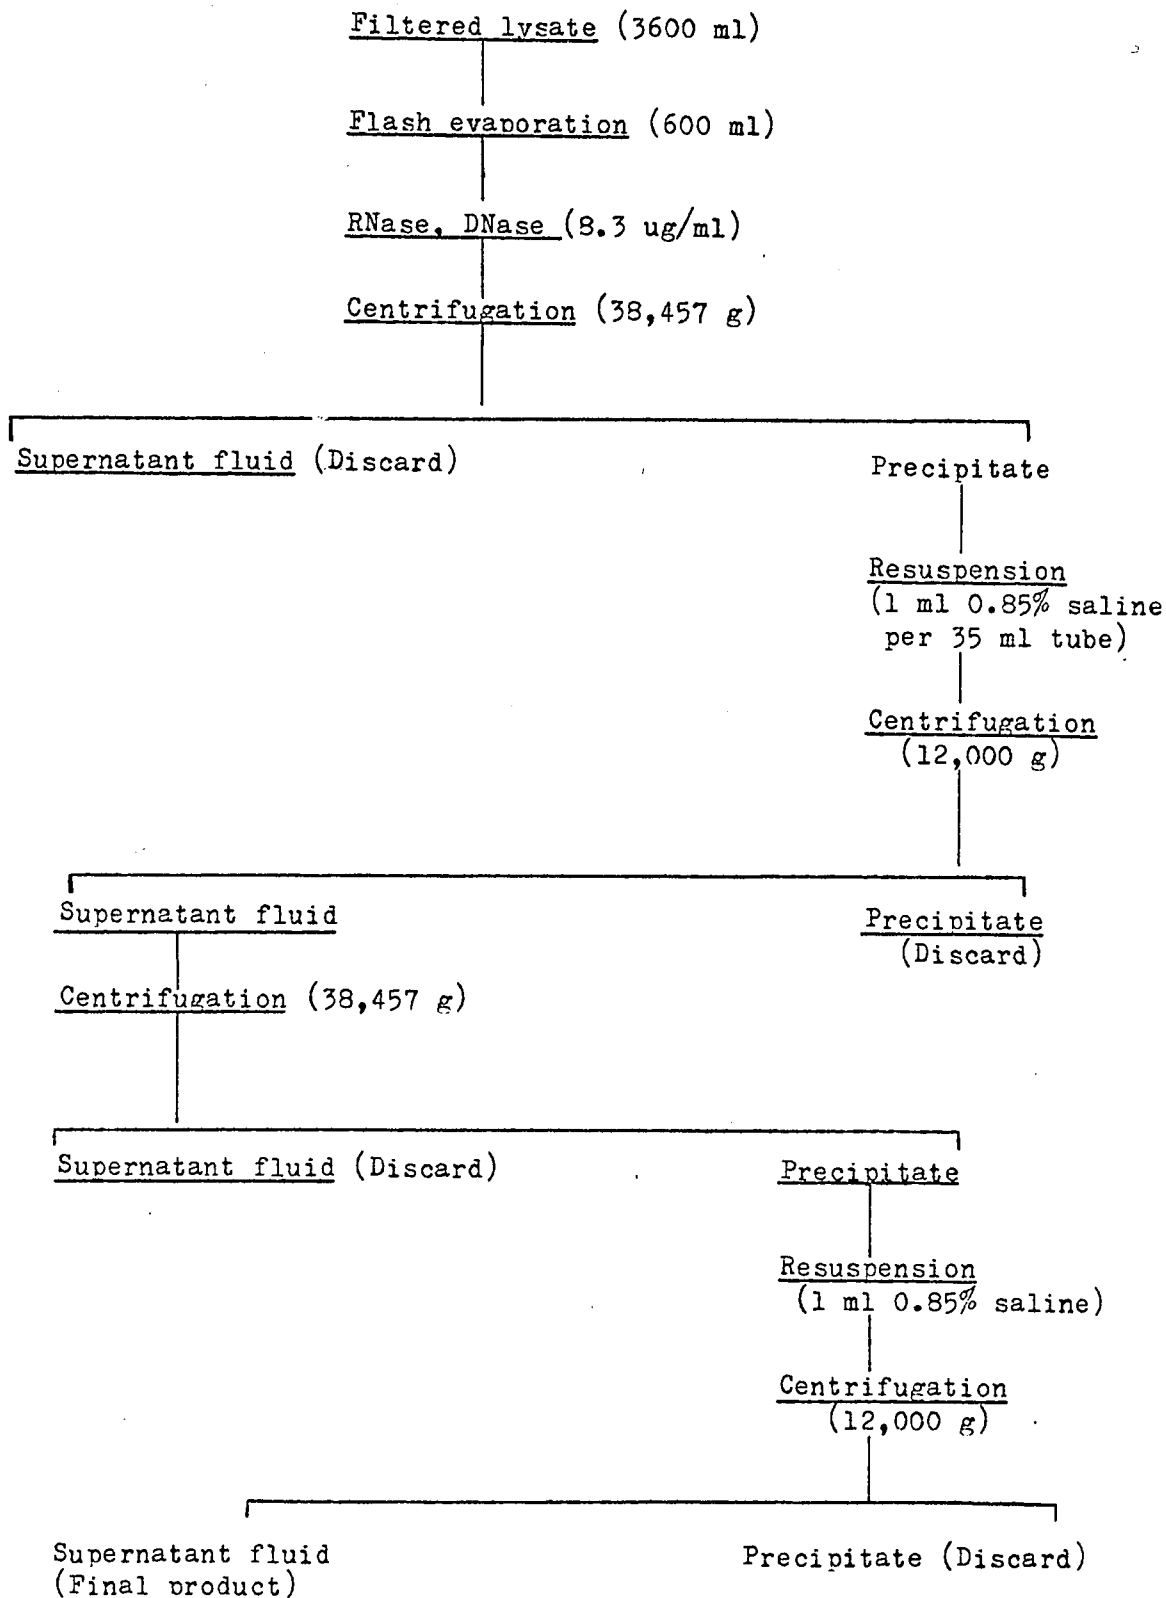 Filtered lysate (3600 ml)
Flash evaporation (600 ml)
RNase, DNase (8.3 ug/ml)
Centrifugation (38,457 g)
Supernatant fluid (Discard)
Precipitate
Resuspension
(1 ml 0.85% saline
per 35 ml tube)
Centrifugation
(12,000 g)
Supernatant fluid
Precipitate
(Discard)
Centrifugation (38,457 g)
Supernatant fluid (Discard)
Precipitate
Resuspension
(1 ml 0.85% saline)
Centrifugation
(12,000 g)
Supernatant fluid
(Final product)
Precipitate (Discard)